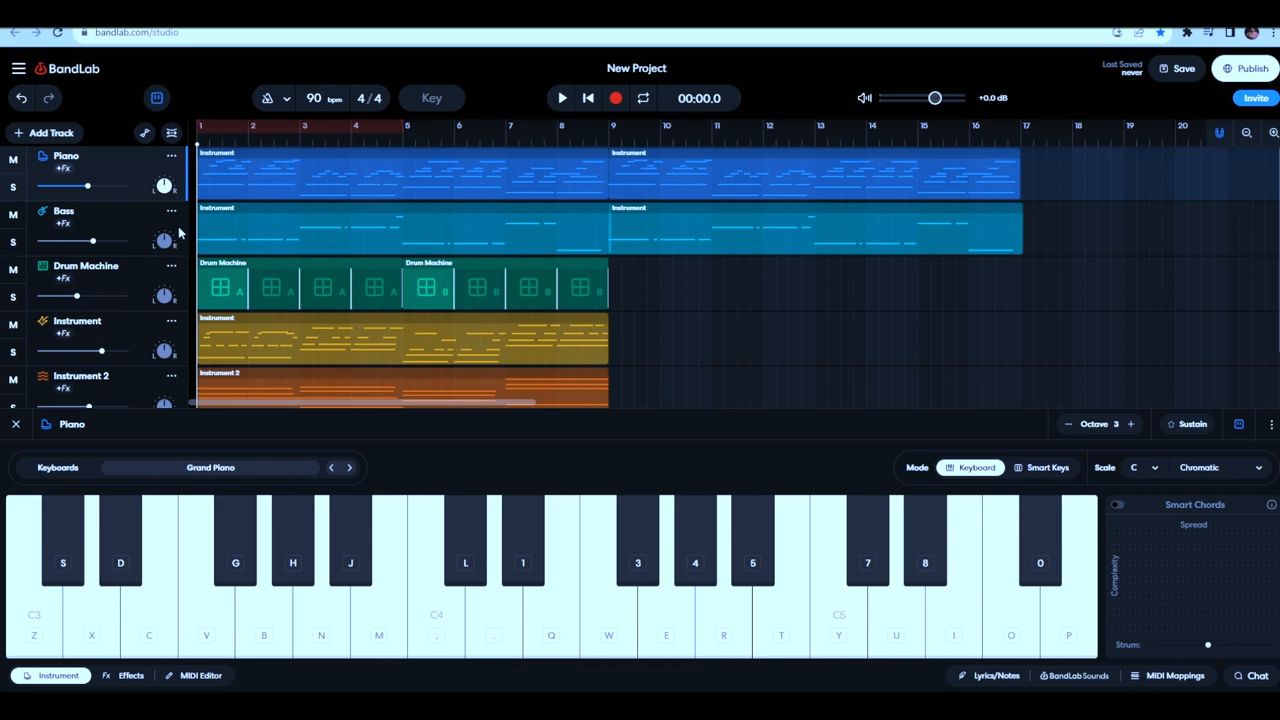 bandlab.com/studio
BandLab
New Project
Last Saved
never
Save
Publish
90 bpm
4/4
Key
00:00.0
+0.0 dB
Invite
+ Add Track
1 2 3 4 5 6 7 8 9 10 11 12 13 14 15 16 17 18 19 20
M
Piano
+Fx
S
L R
Instrument
Instrument
M
Bass
+Fx
S
L R
Instrument
Instrument
M
Drum Machine
+Fx
S
L R
Drum Machine
Drum Machine
A A A A B B B B
M
Instrument
+Fx
S
L R
Instrument
M
Instrument 2
+Fx
S
Instrument 2
Piano
− Octave 3 +
Sustain
Keyboards
Grand Piano
Mode
Keyboard
Smart Keys
Scale
C
Chromatic
S D G H J L 1 3 4 5 7 8 0
C3 C4 C5
Z X C V B N M , . Q W E R T Y U I O P
Smart Chords
Spread
Complexity
Strum:
Instrument
Fx Effects
MIDI Editor
Lyrics/Notes
BandLab Sounds
MIDI Mappings
Chat